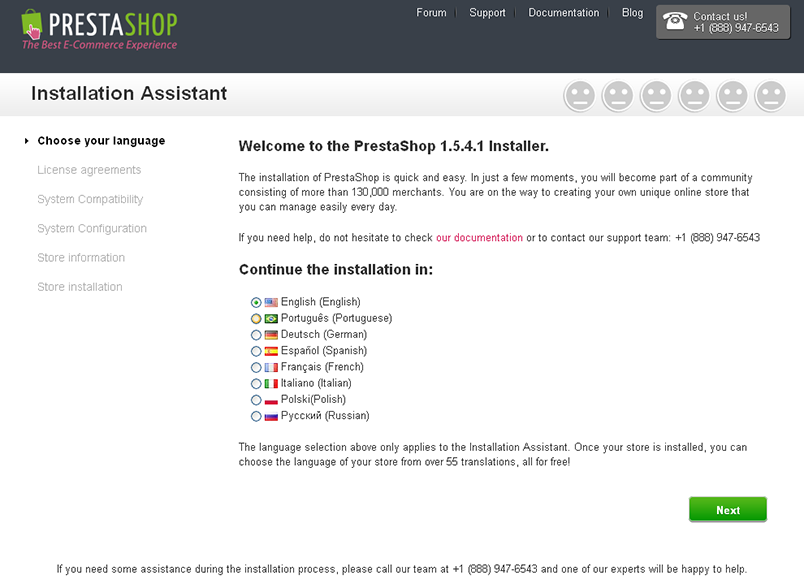 PRESTASHOP
The Best E-Commerce Experience
Forum
Support
Documentation
Blog
Contact us!
+1 (888) 947-6543
Installation Assistant
Choose your language
License agreements
System Compatibility
System Configuration
Store information
Store installation
Welcome to the PrestaShop 1.5.4.1 Installer.
The installation of PrestaShop is quick and easy. In just a few moments, you will become part of a community
consisting of more than 130,000 merchants. You are on the way to creating your own unique online store that
you can manage easily every day.
If you need help, do not hesitate to check our documentation or to contact our support team: +1 (888) 947-6543
Continue the installation in:
English (English)
Português (Portuguese)
Deutsch (German)
Español (Spanish)
Français (French)
Italiano (Italian)
Polski(Polish)
Русский (Russian)
The language selection above only applies to the Installation Assistant. Once your store is installed, you can
choose the language of your store from over 55 translations, all for free!
Next
If you need some assistance during the installation process, please call our team at +1 (888) 947-6543 and one of our experts will be happy to help.